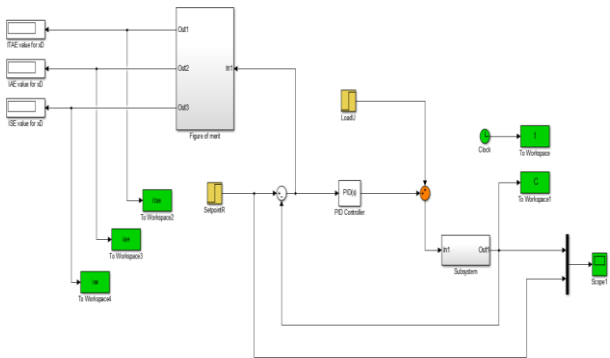 Out1
ITAE value for xD
Out2
In1
IAE value for xD
Out3
ISE value for xD
Figure of merit
LoadU
t
Clock
To Workspace
C
To Workspace1
SetpointR
PID(s)
PID Controller
itae
To Workspace2
iae
To Workspace3
In1
Out1
Subsystem
Scope1
To Workspace4